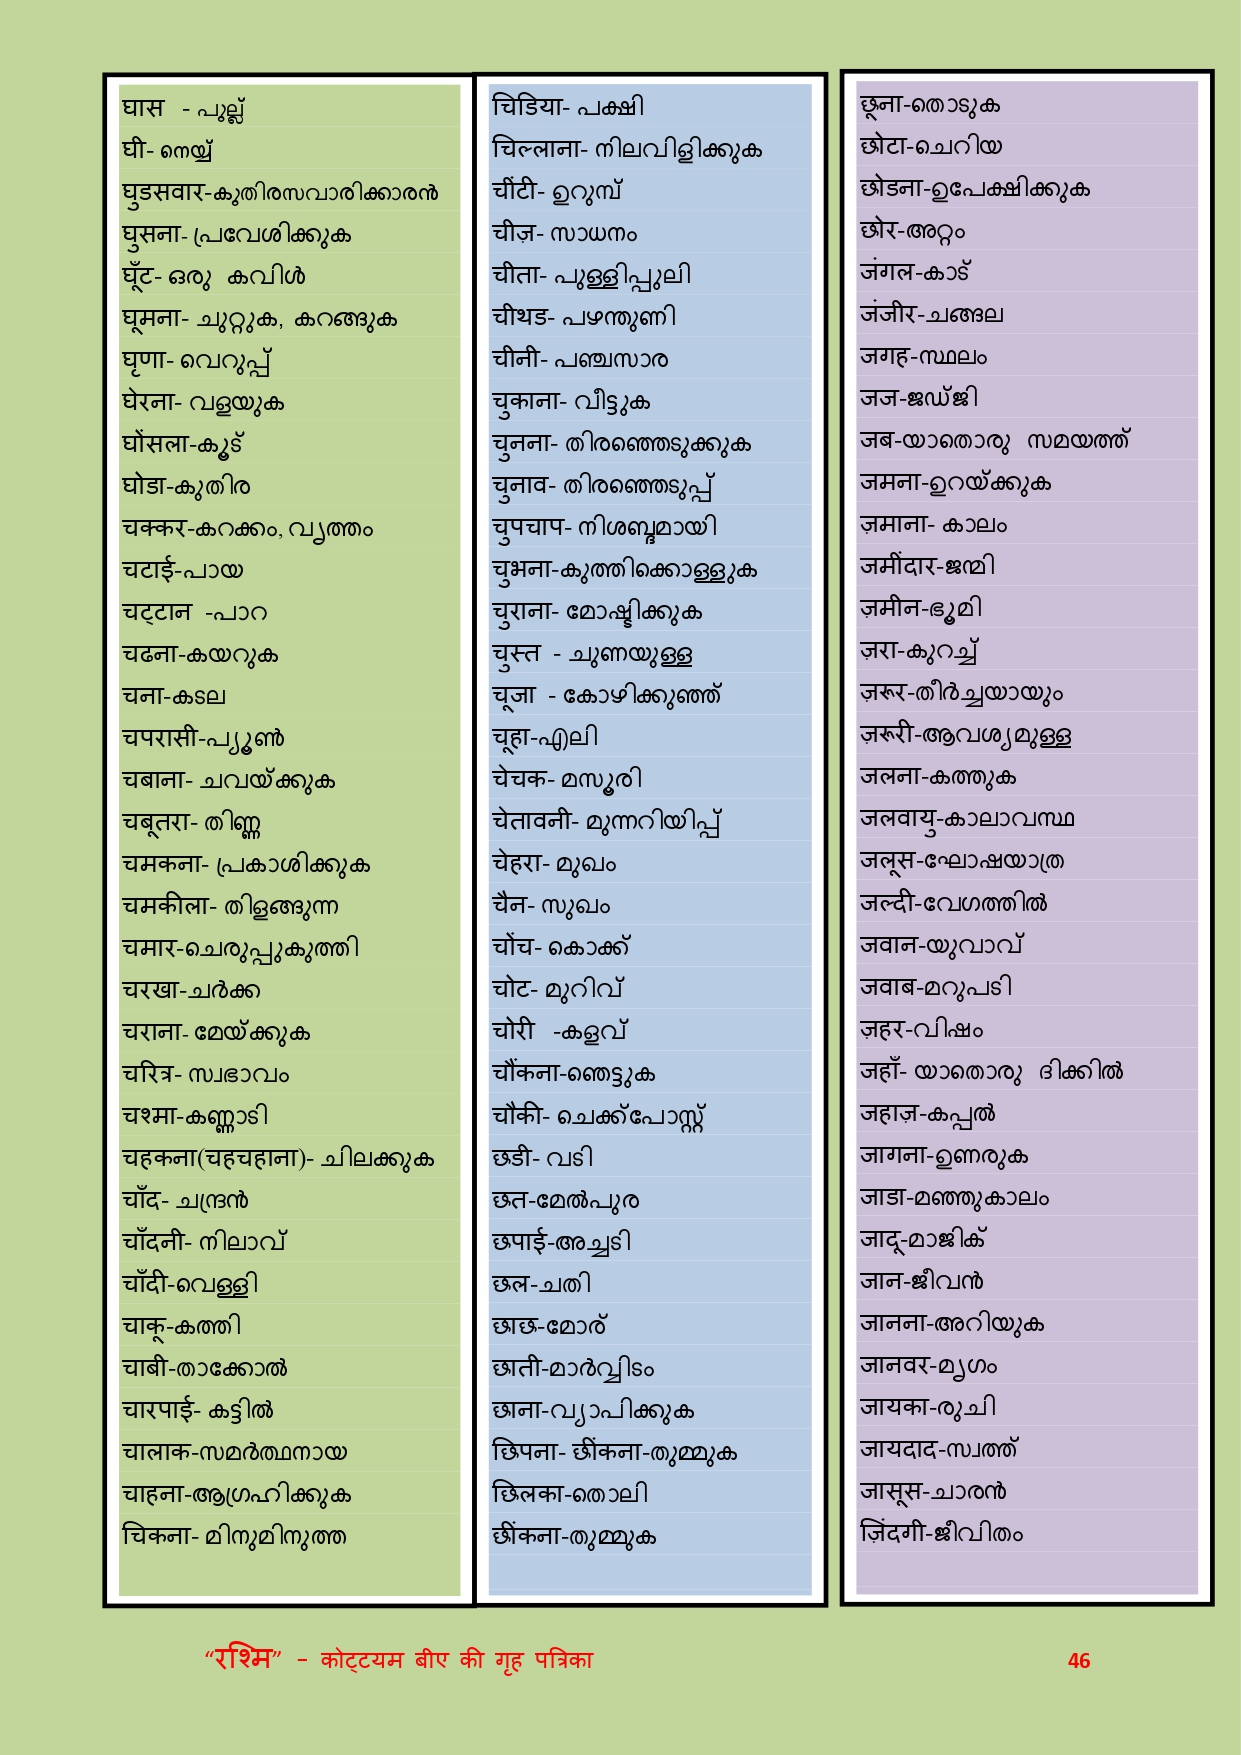 घास - പുല്ല്
घी- നെയ്യ്
घुडसवार-കുതിരസവാരിക്കാരൻ
घुसना- പ്രവേശിക്കുക
घूँट- ഒരു കവിൾ
घूमना- ചുറ്റുക, കറങ്ങുക
घृणा- വെറുപ്പ്
घेरना- വളയുക
घोंसला-കൂട്
घोडा-കുതിര
चक्कर-കറക്കം, വൃത്തം
चटाई-പായ
चट्टान -പാറ
चढना-കയറുക
चना-കടല
चपरासी-പ്യൂൺ
चबाना- ചവയ്ക്കുക
चबूतरा- തിണ്ണ
चमकना- പ്രകാശിക്കുക
चमकीला- തിളങ്ങുന്ന
चमार-ചെരുപ്പുകുത്തി
चरखा-ചർക്ക
चराना- മേയ്ക്കുക
चरित्र- സ്വഭാവം
चश्मा-കണ്ണാടി
चहकना(चहचहाना)- ചിലക്കുക
चाँद- ചന്ദ്രൻ
चाँदनी- നിലാവ്
चाँदी-വെള്ളി
चाकू-കത്തി
चाबी-താക്കോൽ
चारपाई- കട്ടിൽ
चालाक-സമർത്ഥനായ
चाहना-ആഗ്രഹിക്കുക
चिकना- മിനുമിനുത്ത
चिडिया- പക്ഷി
चिल्लाना- നിലവിളിക്കുക
चींटी- ഉറുമ്പ്
चीज़- സാധനം
चीता- പുള്ളിപ്പുലി
चीथड- പഴന്തുണി
चीनी- പഞ്ചസാര
चुकाना- വീട്ടുക
चुनना- തിരഞ്ഞെടുക്കുക
चुनाव- തിരഞ്ഞെടുപ്പ്
चुपचाप- നിശബ്ദമായി
चुभना-കുത്തിക്കൊള്ളുക
चुराना- മോഷ്ടിക്കുക
चुस्त - ചുണയുള്ള
चूजा - കോഴിക്കുഞ്ഞ്
चूहा-എലി
चेचक- മസൂരി
चेतावनी- മുന്നറിയിപ്പ്
चेहरा- മുഖം
चैन- സുഖം
चोंच- കൊക്ക്
चोट- മുറിവ്
चोरी -കളവ്
चौंकना-ഞെട്ടുക
चौकी- ചെക്ക്പോസ്റ്റ്
छडी- വടി
छत-മേൽപുര
छपाई-അച്ചടി
छल-ചതി
छाछ-മോര്
छाती-മാർവ്വിടം
छाना-വ്യാപിക്കുക
छिपना- छींकना-തുമ്മുക
छिलका-തൊലി
छींकना-തുമ്മുക
छूना-തൊടുക
छोटा-ചെറിയ
छोडना-ഉപേക്ഷിക്കുക
छोर-അറ്റം
जंगल-കാട്
जंजीर-ചങ്ങല
जगह-സ്ഥലം
जज-ജഡ്ജി
जब-യാതൊരു സമയത്ത്
जमना-ഉറയ്ക്കുക
ज़माना- കാലം
जमींदार-ജന്മി
ज़मीन-ഭൂമി
ज़रा-കുറച്ച്
ज़रूर-തീർച്ചയായും
ज़रूरी-ആവശ്യമുള്ള
जलना-കത്തുക
जलवायु-കാലാവസ്ഥ
जलूस-ഘോഷയാത്ര
जल्दी-വേഗത്തിൽ
जवान-യുവാവ്
जवाब-മറുപടി
ज़हर-വിഷം
जहाँ- യാതൊരു ദിക്കിൽ
जहाज़-കപ്പൽ
जागना-ഉണരുക
जाडा-മഞ്ഞുകാലം
जादू-മാജിക്
जान-ജീവൻ
जानना-അറിയുക
जानवर-മൃഗം
जायका-രുചി
जायदाद-സ്വത്ത്
जासूस-ചാരൻ
ज़िंदगी-ജീവിതം
“रश्मि” – कोट्टयम बीए की गृह पत्रिका 46